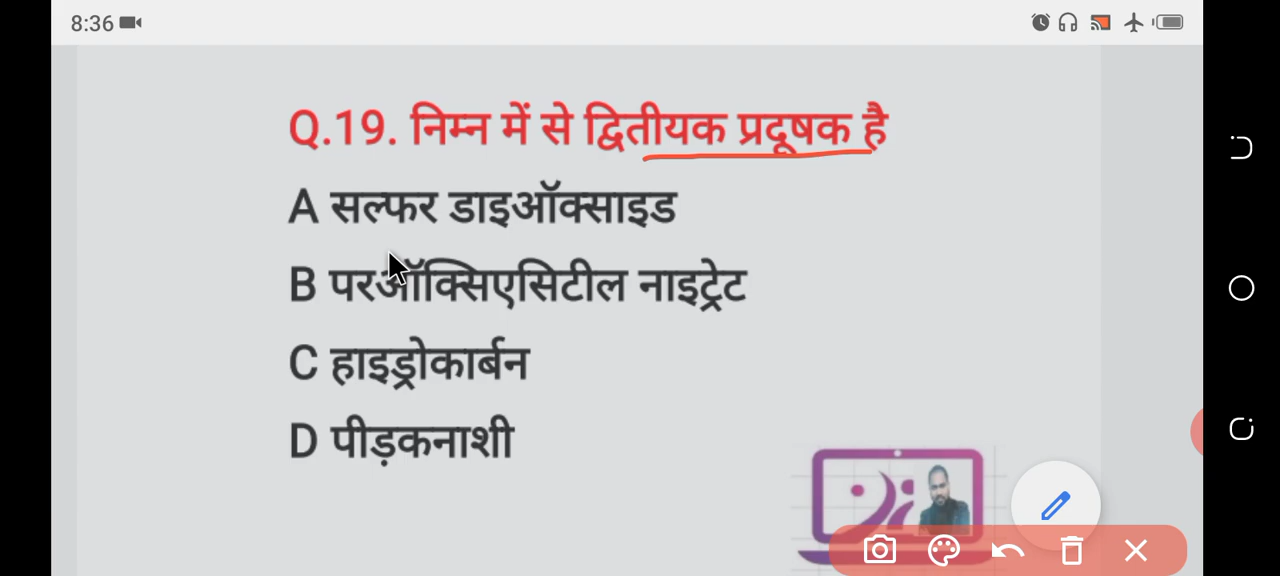 8:36
Q.19. निम्न में से द्वितीयक प्रदूषक है
A सल्फर डाइऑक्साइड
B परऑक्सिएसिटील नाइट्रेट
C हाइड्रोकार्बन
D पीड़कनाशी